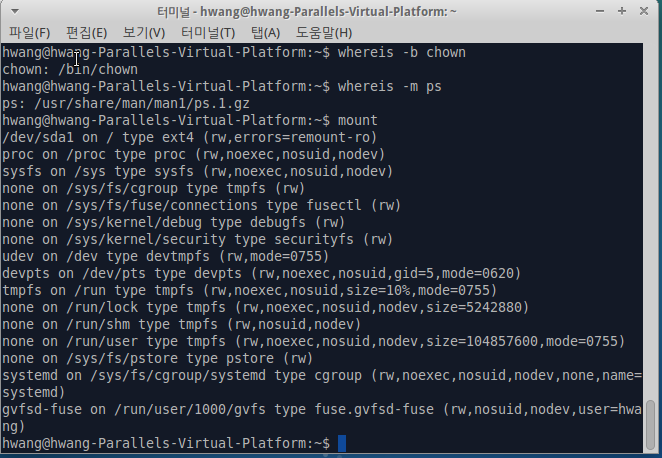 터미널 - hwang@hwang-Parallels-Virtual-Platform: ~
파일(F) 편집(E) 보기(V) 터미널(T) 탭(A) 도움말(H)
hwang@hwang-Parallels-Virtual-Platform:~$ whereis -b chown
chown: /bin/chown
hwang@hwang-Parallels-Virtual-Platform:~$ whereis -m ps
ps: /usr/share/man/man1/ps.1.gz
hwang@hwang-Parallels-Virtual-Platform:~$ mount
/dev/sda1 on / type ext4 (rw,errors=remount-ro)
proc on /proc type proc (rw,noexec,nosuid,nodev)
sysfs on /sys type sysfs (rw,noexec,nosuid,nodev)
none on /sys/fs/cgroup type tmpfs (rw)
none on /sys/fs/fuse/connections type fusectl (rw)
none on /sys/kernel/debug type debugfs (rw)
none on /sys/kernel/security type securityfs (rw)
udev on /dev type devtmpfs (rw,mode=0755)
devpts on /dev/pts type devpts (rw,noexec,nosuid,gid=5,mode=0620)
tmpfs on /run type tmpfs (rw,noexec,nosuid,size=10%,mode=0755)
none on /run/lock type tmpfs (rw,noexec,nosuid,nodev,size=5242880)
none on /run/shm type tmpfs (rw,nosuid,nodev)
none on /run/user type tmpfs (rw,noexec,nosuid,nodev,size=104857600,mode=0755)
none on /sys/fs/pstore type pstore (rw)
systemd on /sys/fs/cgroup/systemd type cgroup (rw,noexec,nosuid,nodev,none,name=
systemd)
gvfsd-fuse on /run/user/1000/gvfs type fuse.gvfsd-fuse (rw,nosuid,nodev,user=hwa
ng)
hwang@hwang-Parallels-Virtual-Platform:~$